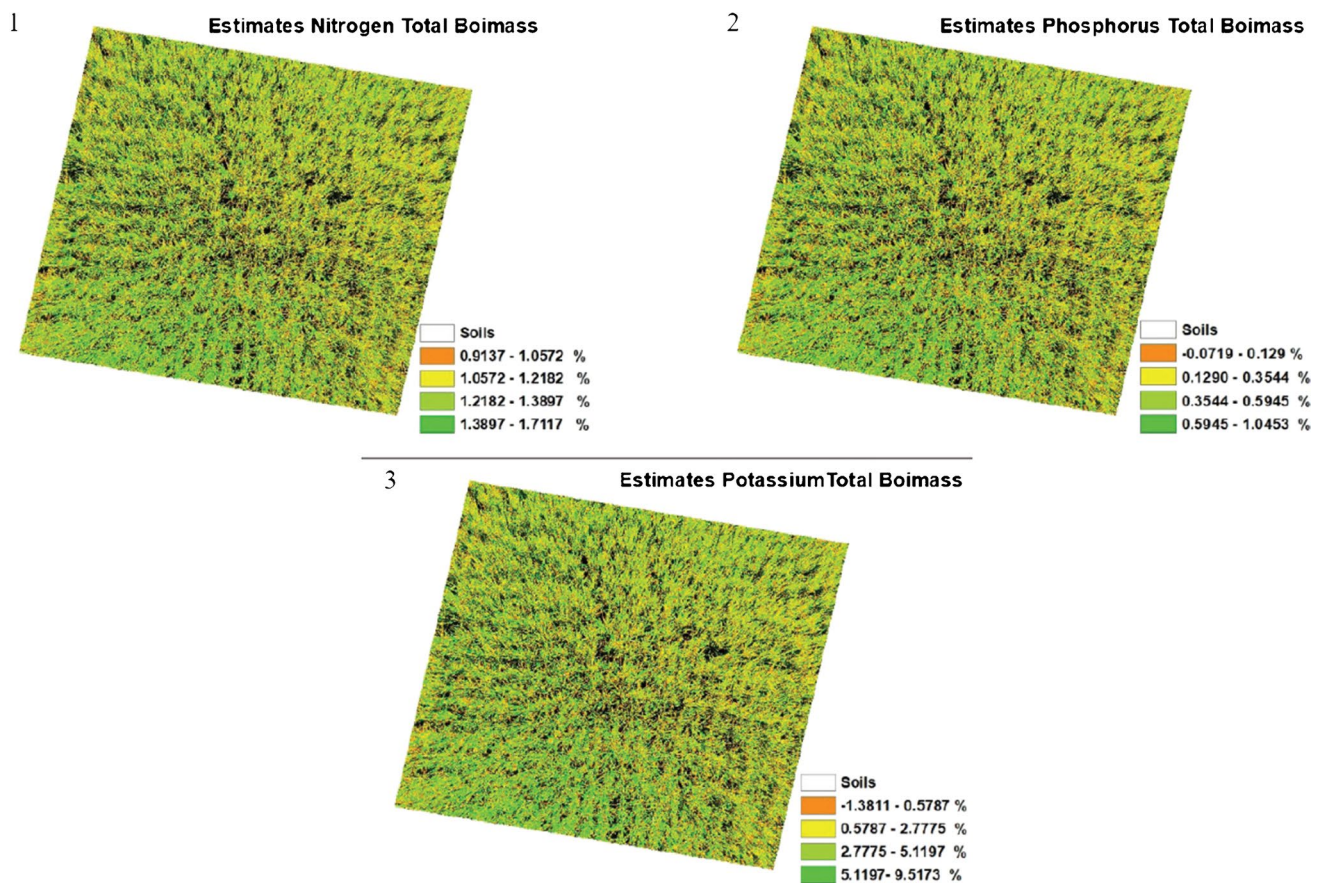 1
Estimates Nitrogen Total Boimass
Soils
0.9137 - 1.0572 %
1.0572 - 1.2182 %
1.2182 - 1.3897 %
1.3897 - 1.7117 %
2
Estimates Phosphorus Total Boimass
Soils
-0.0719 - 0.129 %
0.1290 - 0.3544 %
0.3544 - 0.5945 %
0.5945 - 1.0453 %
3
Estimates PotassiumTotal Boimass
Soils
-1.3811 - 0.5787 %
0.5787 - 2.7775 %
2.7775 - 5.1197 %
5.1197- 9.5173 %